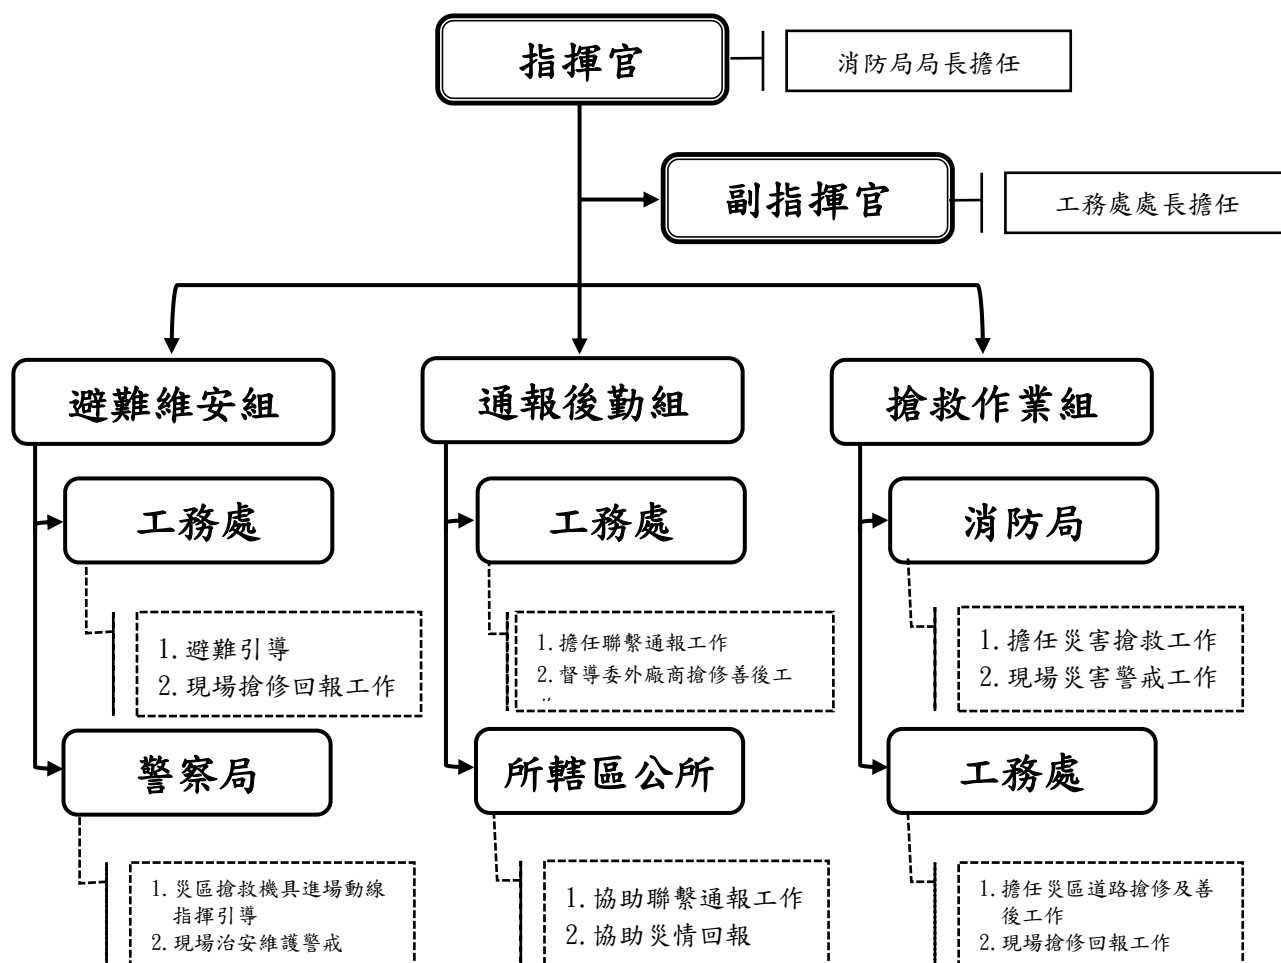 指揮官
消防局局長擔任
副指揮官
工務處處長擔任
避難維安組
通報後勤組
搶救作業組
工務處
工務處
消防局
1.避難引導
2.現場搶修回報工作
1.擔任聯繫通報工作
2.督導委外廠商搶修善後工
1.擔任災害搶救工作
2.現場災害警戒工作
警察局
所轄區公所
工務處
1.災區搶救機具進場動線
指揮引導
2.現場治安維護警戒
1.協助聯繫通報工作
2.協助災情回報
1.擔任災區道路搶修及善
後工作
2.現場搶修回報工作